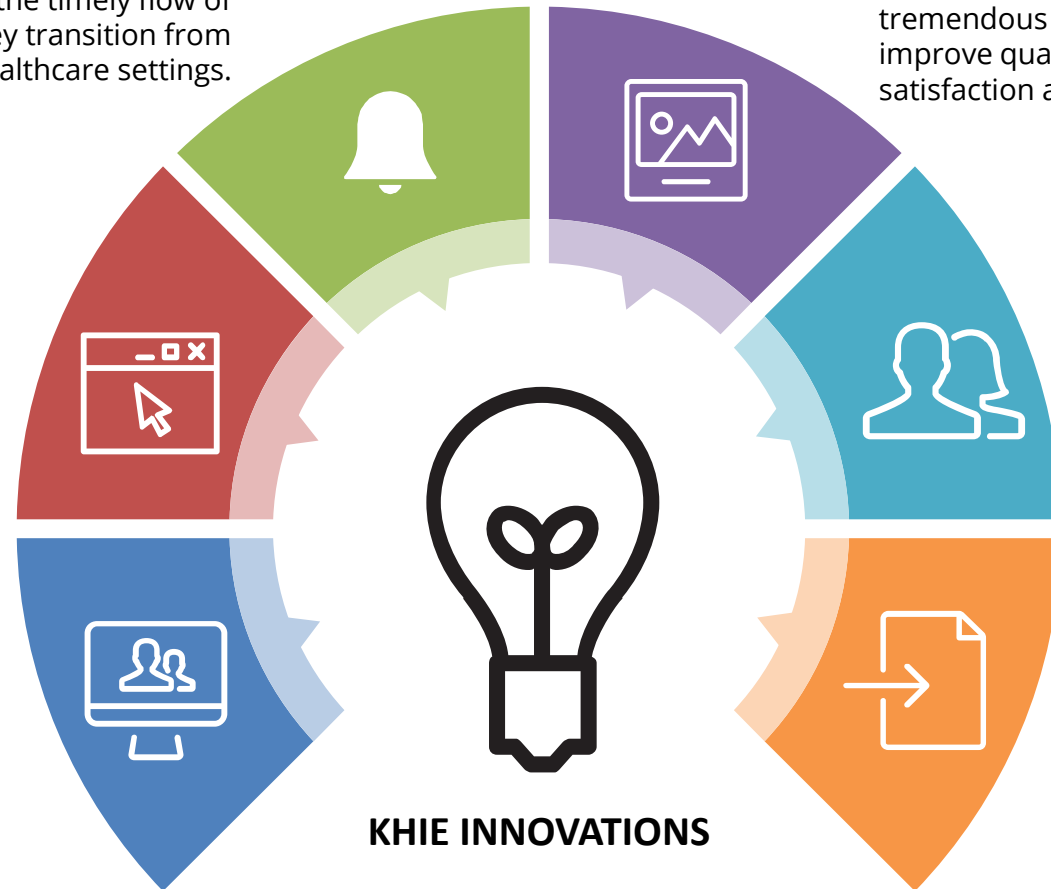 the timely flow of
ey transition from
althcare settings.
tremendous
improve qua
satisfaction a
KHIE INNOVATIONS